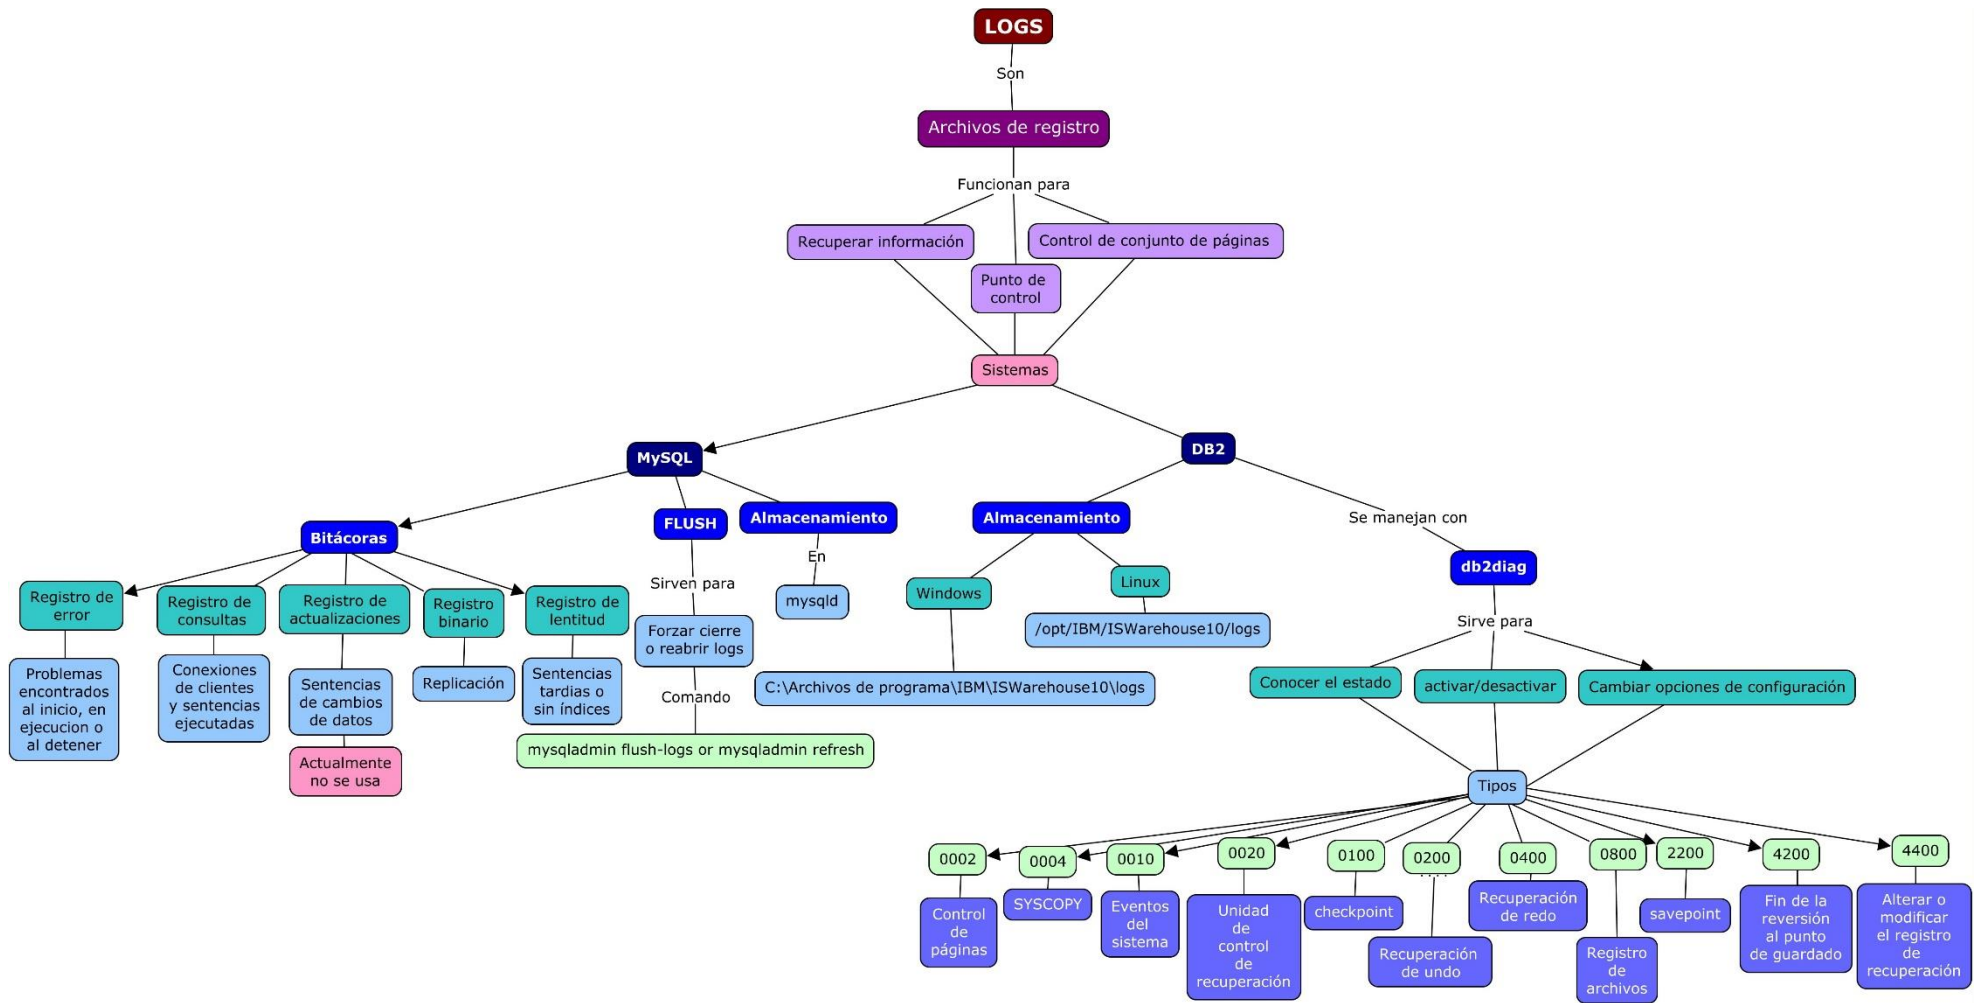 LOGS
Son
Archivos de registro
Funcionan para
Recuperar información
Punto de
control
Control de conjunto de páginas
Sistemas
MySQL
DB2
Bitácoras
FLUSH
Almacenamiento
Almacenamiento
Se manejan con
db2diag
Registro de
error
Registro de
consultas
Registro de
actualizaciones
Registro
binario
Registro de
lentitud
Sirven para
En
mysqld
Windows
Linux
Sirve para
Problemas
encontrados
al inicio, en
ejecucion o
al detener
Conexiones
de clientes
y sentencias
ejecutadas
Sentencias
de cambios
de datos
Actualmente
no se usa
Replicación
Sentencias
tardias o
sin índices
Forzar cierre
o reabrir logs
Comando
mysqladmin flush-logs or mysqladmin refresh
C:\Archivos de programa\IBM\ISWarehouse10\logs
/opt/IBM/ISWarehouse10/logs
Conocer el estado
activar/desactivar
Cambiar opciones de configuración
Tipos
0002
0004
0010
0020
0100
0200
0400
0800
2200
4200
4400
....
Control
de
páginas
SYSCOPY
Eventos
del
sistema
Unidad
de
control
de
recuperación
checkpoint
Recuperación
de undo
Recuperación
de redo
Registro
de
archivos
savepoint
Fin de la
reversión
al punto
de guardado
Alterar o
modificar
el registro
de
recuperación